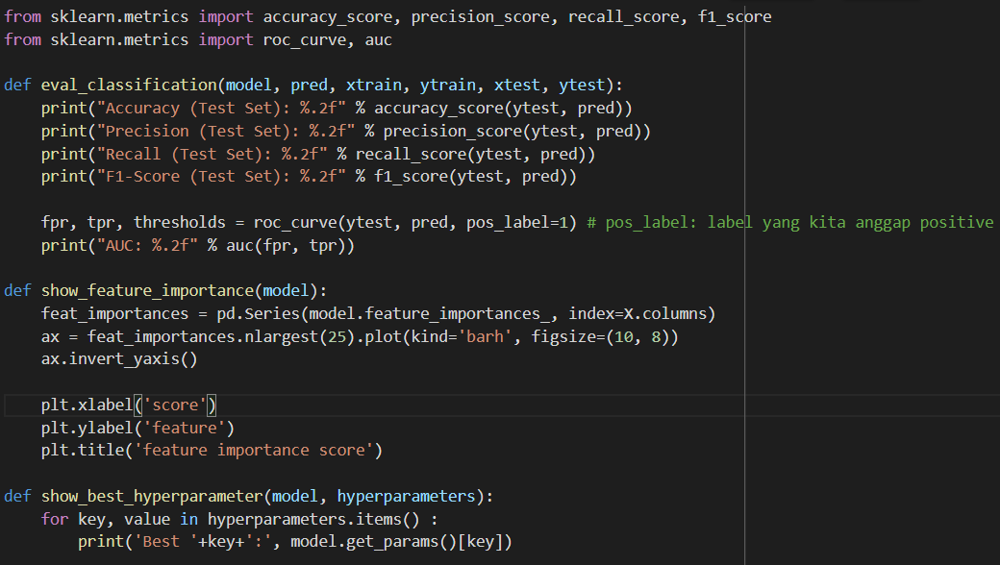 from sklearn.metrics import accuracy_score, precision_score, recall_score, f1_score
from sklearn.metrics import roc_curve, auc

def eval_classification(model, pred, xtrain, ytrain, xtest, ytest):
    print("Accuracy (Test Set): %.2f" % accuracy_score(ytest, pred))
    print("Precision (Test Set): %.2f" % precision_score(ytest, pred))
    print("Recall (Test Set): %.2f" % recall_score(ytest, pred))
    print("F1-Score (Test Set): %.2f" % f1_score(ytest, pred))

    fpr, tpr, thresholds = roc_curve(ytest, pred, pos_label=1) # pos_label: label yang kita anggap positive
    print("AUC: %.2f" % auc(fpr, tpr))

def show_feature_importance(model):
    feat_importances = pd.Series(model.feature_importances_, index=X.columns)
    ax = feat_importances.nlargest(25).plot(kind='barh', figsize=(10, 8))
    ax.invert_yaxis()

    plt.xlabel('score')
    plt.ylabel('feature')
    plt.title('feature importance score')

def show_best_hyperparameter(model, hyperparameters):
    for key, value in hyperparameters.items() :
        print('Best '+key+':', model.get_params()[key])